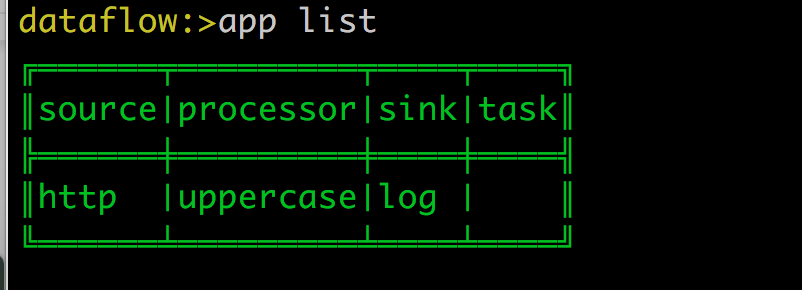 dataflow:>app list
source|processor|sink|task
http |uppercase|log |